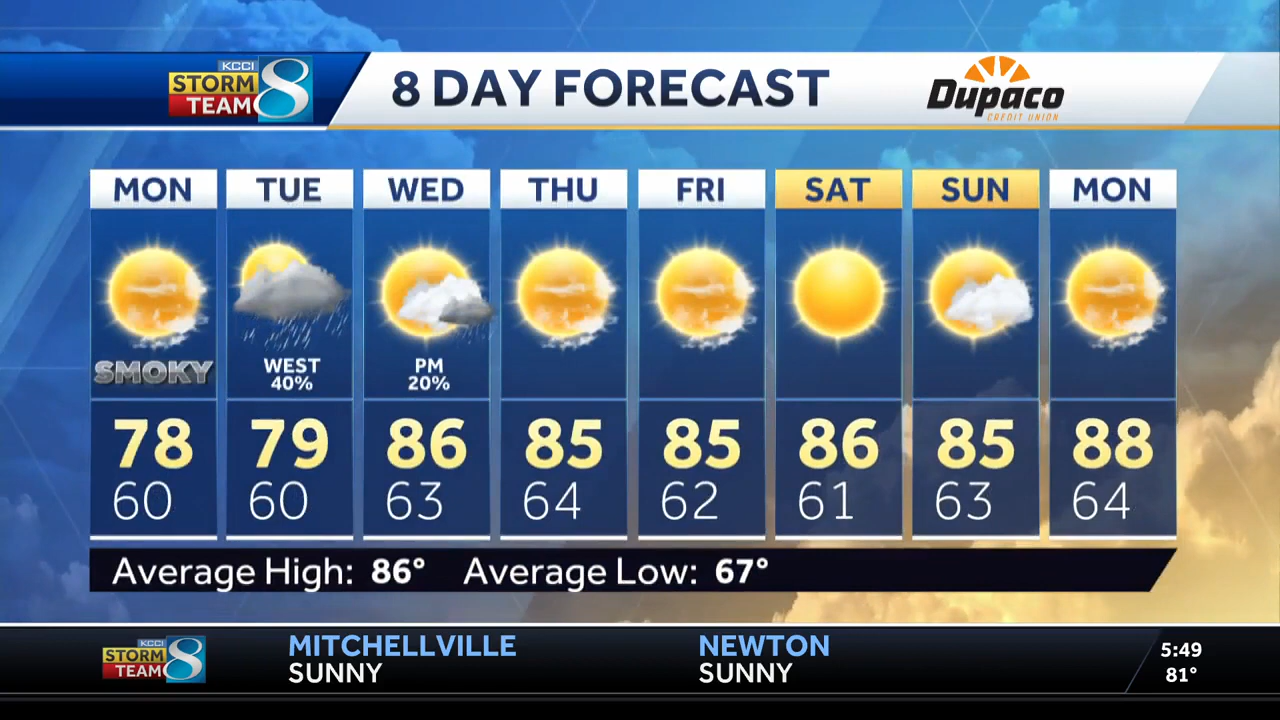 KCCI
STORM
TEAM 8
8 DAY FORECAST
Dupaco
CREDIT UNION
MON TUE WED THU FRI SAT SUN MON
SMOKY
WEST
40%
PM
20%
78 79 86 85 85 86 85 88
60 60 63 64 62 61 63 64
Average High: 86° Average Low: 67°
KCCI
STORM
TEAM 8
MITCHELLVILLE NEWTON 5:49
SUNNY SUNNY 81°